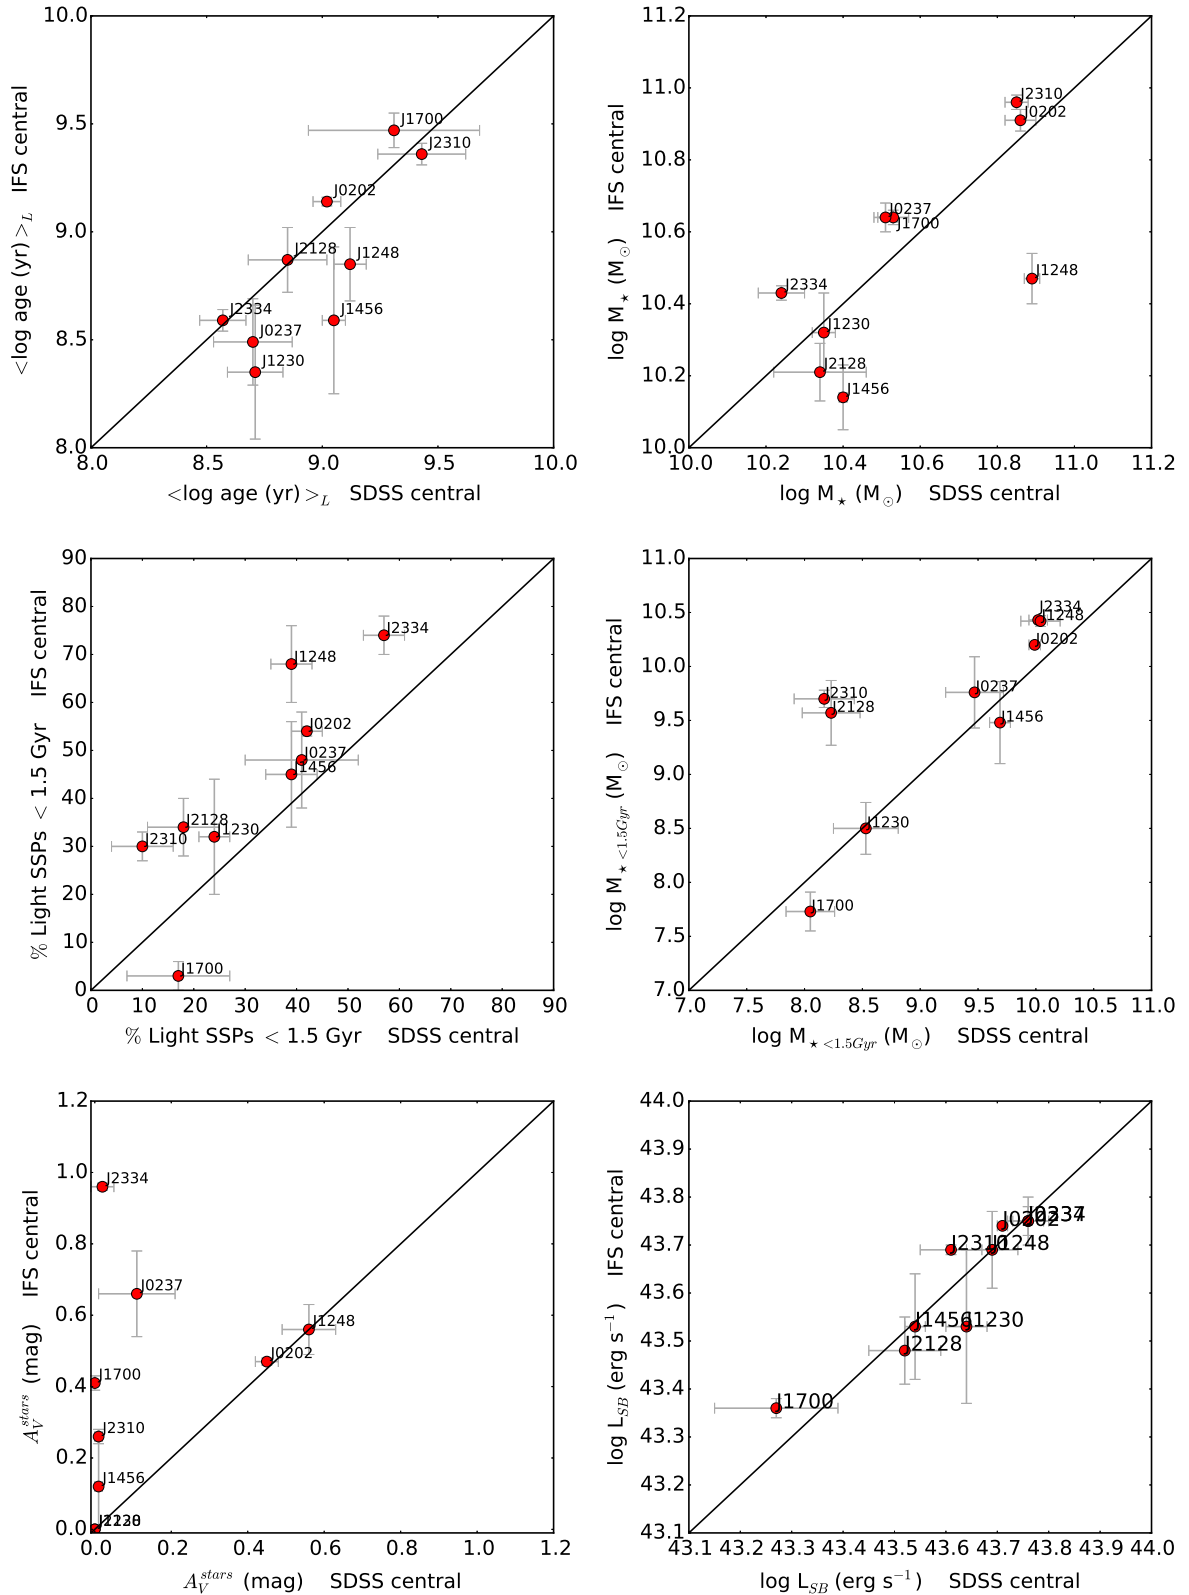 10.0
9.5
9.0
8.5
8.0
8.0 8.5 9.0 9.5 10.0
<log age (yr) >L IFS central
<log age (yr) >L SDSS central
J1700
J2310
J0202
J2128
J1248
J2334
J1456
J0237
J1230
11.2
11.0
10.8
10.6
10.4
10.2
10.0
10.0 10.2 10.4 10.6 10.8 11.0 11.2
log M⋆ (M⊙) IFS central
log M⋆ (M⊙) SDSS central
J2310
J0202
J0237
J1700
J1248
J2334
J1230
J2128
J1456
90
80
70
60
50
40
30
20
10
0
0 10 20 30 40 50 60 70 80 90
% Light SSPs < 1.5 Gyr IFS central
% Light SSPs < 1.5 Gyr SDSS central
J2334
J1248
J0202
J0237
J1456
J2128
J1230
J2310
J1700
11.0
10.5
10.0
9.5
9.0
8.5
8.0
7.5
7.0
7.0 7.5 8.0 8.5 9.0 9.5 10.0 10.5 11.0
log M⋆ <1.5Gyr (M⊙) IFS central
log M⋆ <1.5Gyr (M⊙) SDSS central
J2334
J1248
J0202
J0237
J2310
J2128
J1456
J1230
J1700
1.2
1.0
0.8
0.6
0.4
0.2
0.0
0.0 0.2 0.4 0.6 0.8 1.0 1.2
A_V^stars (mag) IFS central
A_V^stars (mag) SDSS central
J2334
J0237
J1248
J0202
J1700
J2310
J1456
44.0
43.9
43.8
43.7
43.6
43.5
43.4
43.3
43.2
43.1
43.1 43.2 43.3 43.4 43.5 43.6 43.7 43.8 43.9 44.0
log L_SB (erg s⁻¹) IFS central
log L_SB (erg s⁻¹) SDSS central
J0202
J2310
J1248
J1456
J1230
J2128
J1700